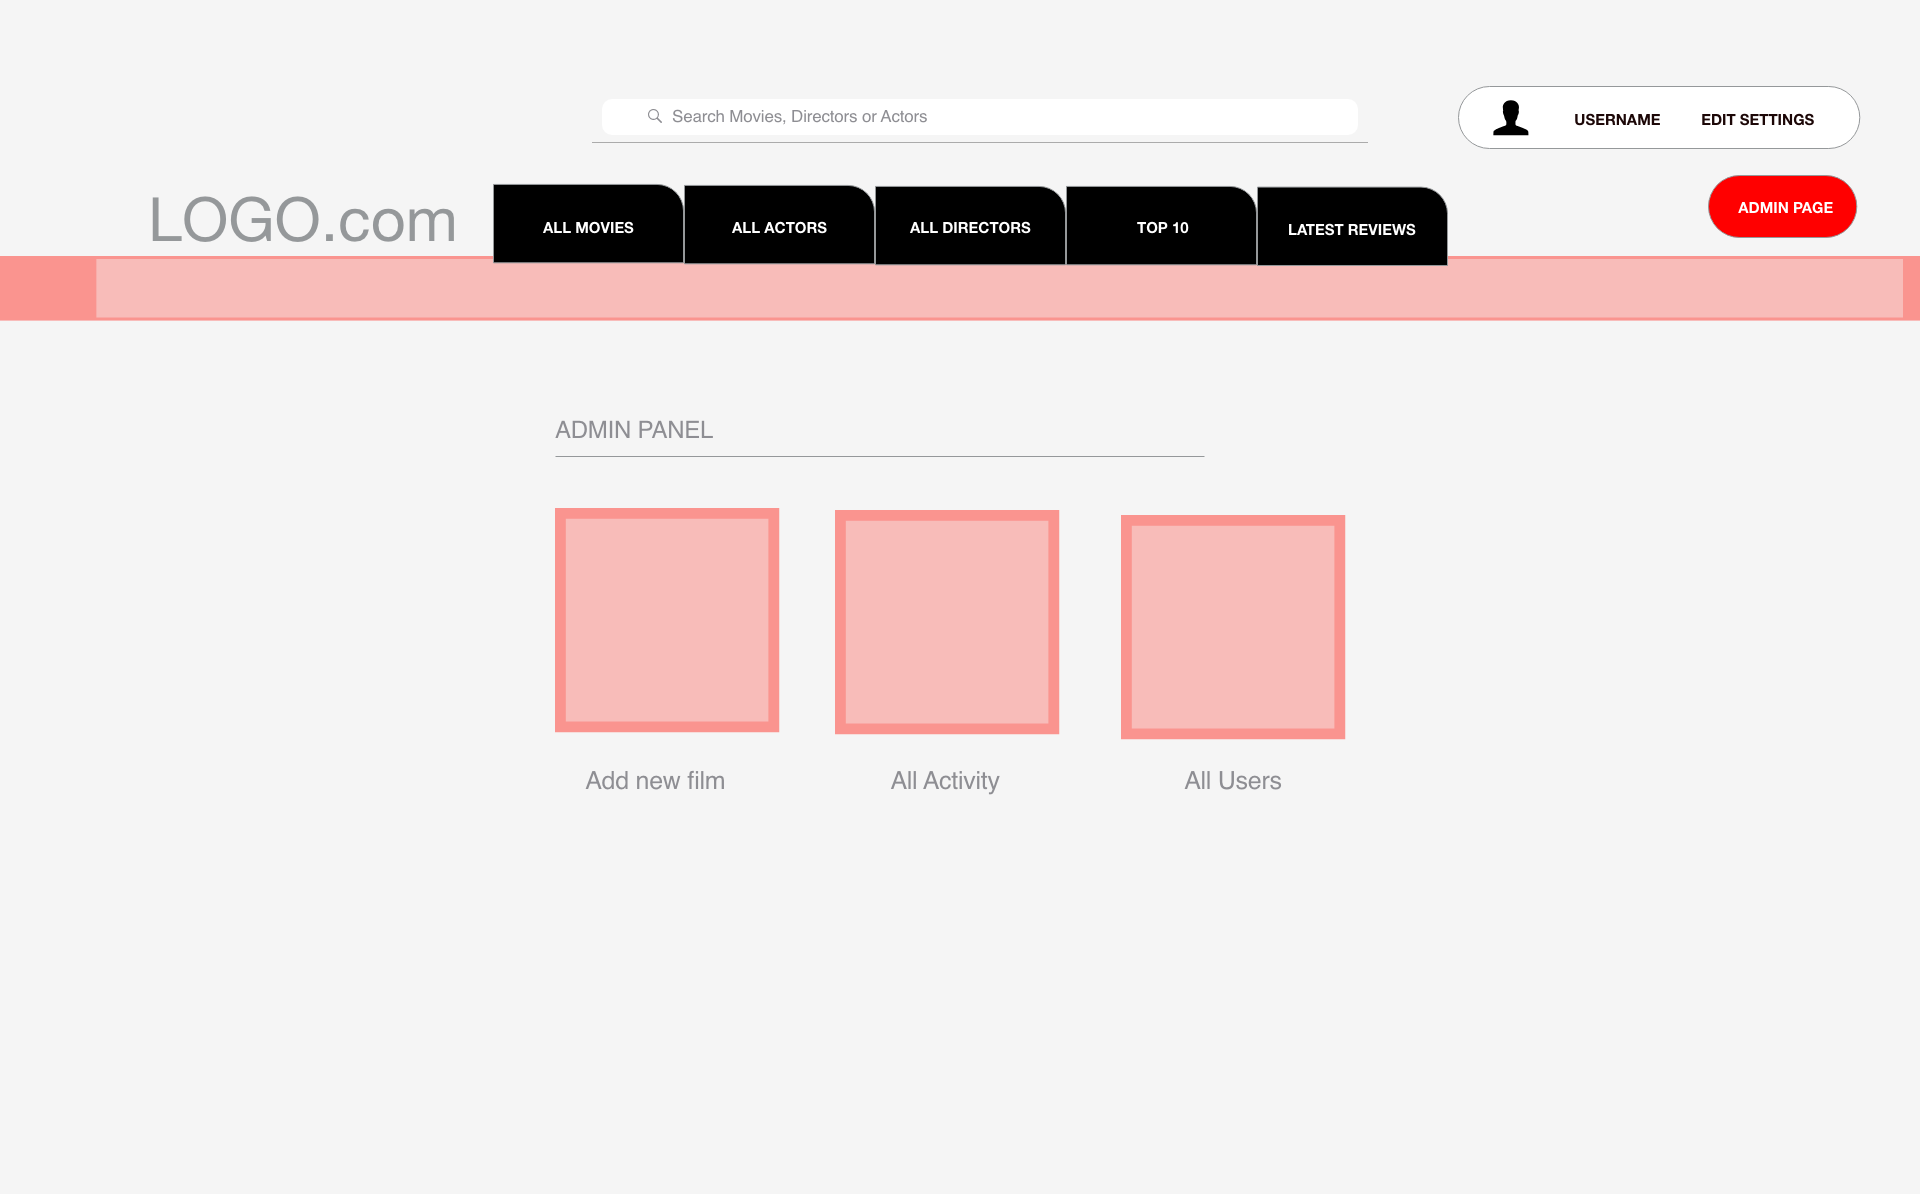 Search Movies, Directors or Actors
USERNAME EDIT SETTINGS
LOGO.com
ALL MOVIES
ALL ACTORS
ALL DIRECTORS
TOP 10
LATEST REVIEWS
ADMIN PAGE
ADMIN PANEL
Add new film
All Activity
All Users